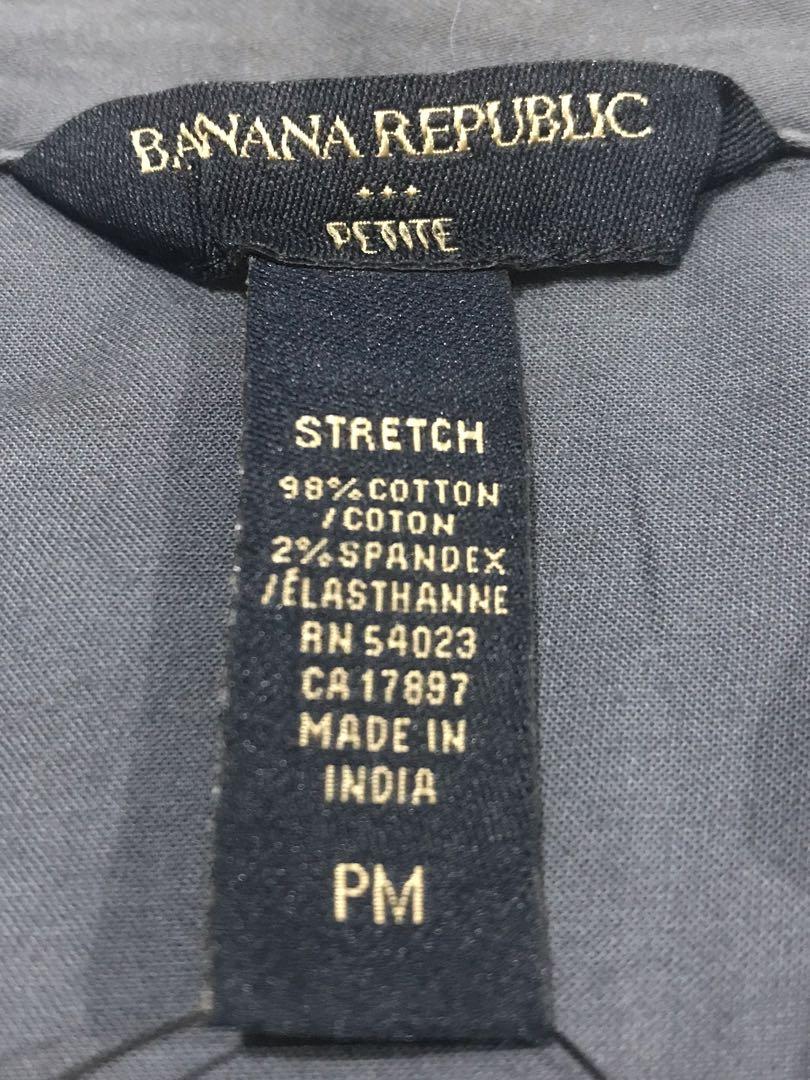 BANANA REPUBLIC
PETITE
STRETCH
98% COTTON
/COTON
2% SPANDEX
/ÉLASTHANNE
RN 54023
CA 17897
MADE IN
INDIA
PM